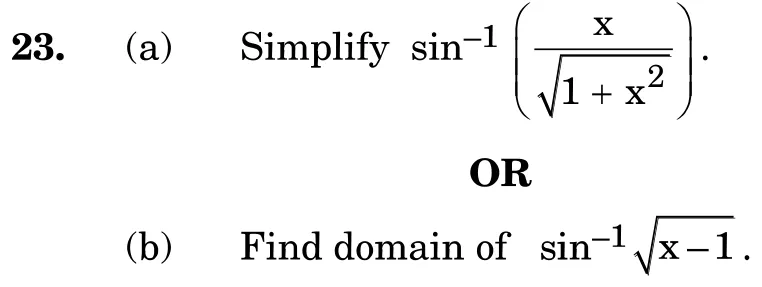 23. (a) Simplify sin⁻¹ (x / √(1 + x²)).
OR
(b) Find domain of sin⁻¹ √(x – 1).